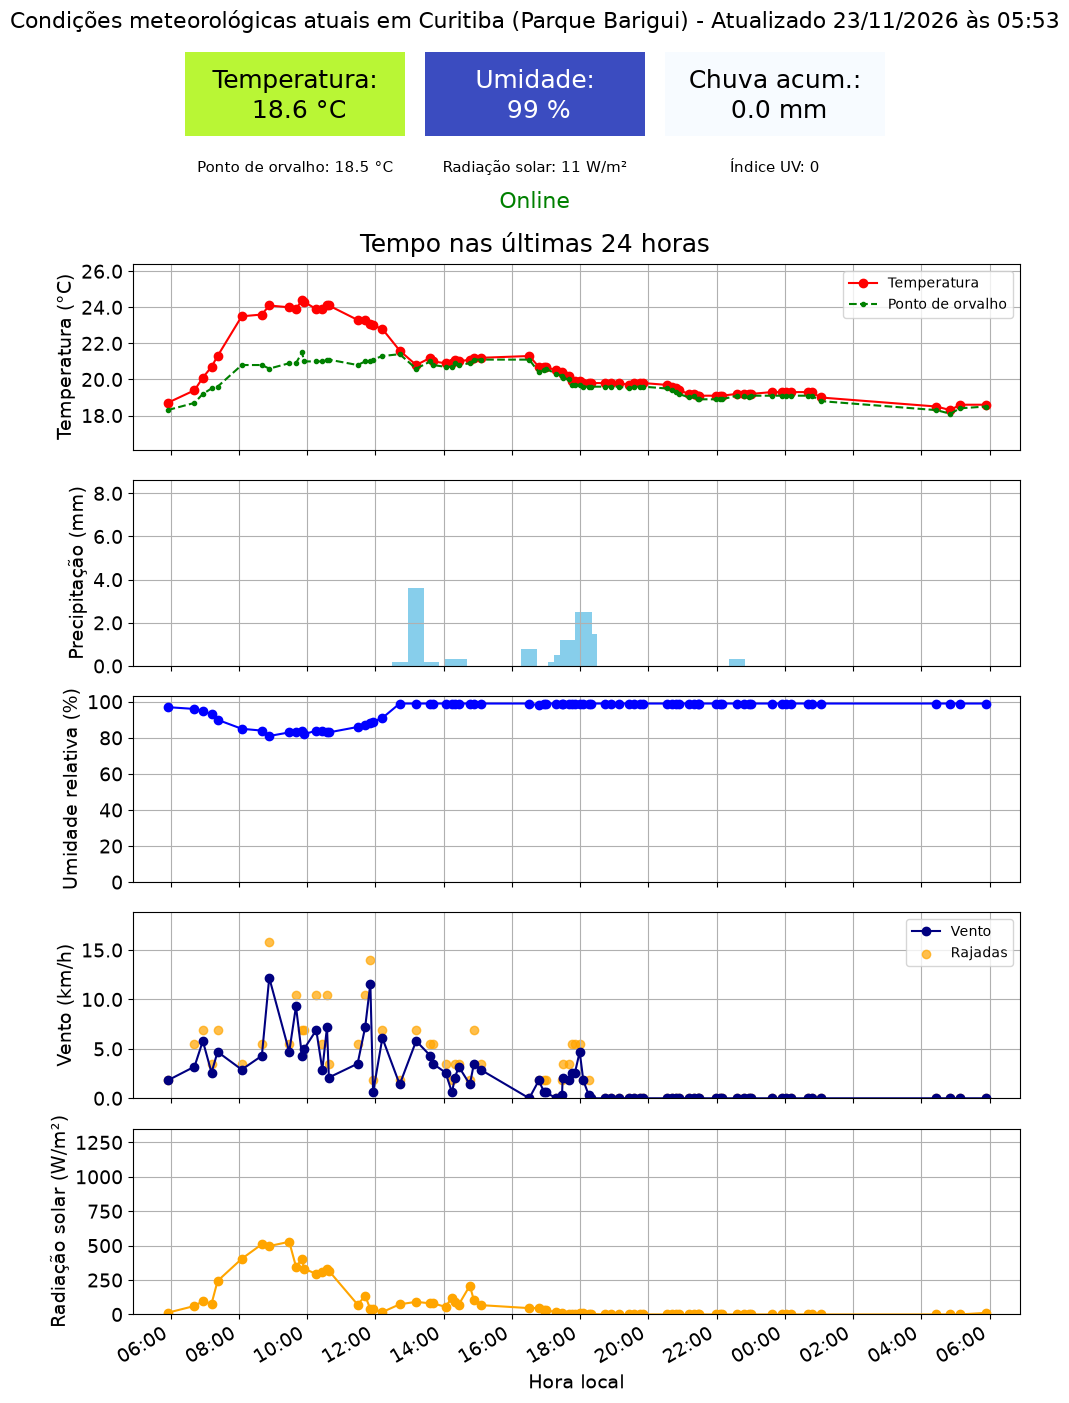 Condições meteorológicas atuais em Curitiba (Parque Barigui) - Atualizado 23/11/2026 às 05:53
Temperatura:
18.6 °C
Umidade:
99 %
Chuva acum.:
0.0 mm
Ponto de orvalho: 18.5 °C
Radiação solar: 11 W/m²
Índice UV: 0
Online
Tempo nas últimas 24 horas
Temperatura (°C)
26.0
24.0
22.0
20.0
18.0
Temperatura
Ponto de orvalho
Precipitação (mm)
8.0
6.0
4.0
2.0
0.0
Umidade relativa (%)
100
80
60
40
20
0
Vento (km/h)
15.0
10.0
5.0
0.0
Vento
Rajadas
Radiação solar (W/m²)
1250
1000
750
500
250
0
06:00
08:00
10:00
12:00
14:00
16:00
18:00
20:00
22:00
00:00
02:00
04:00
06:00
Hora local